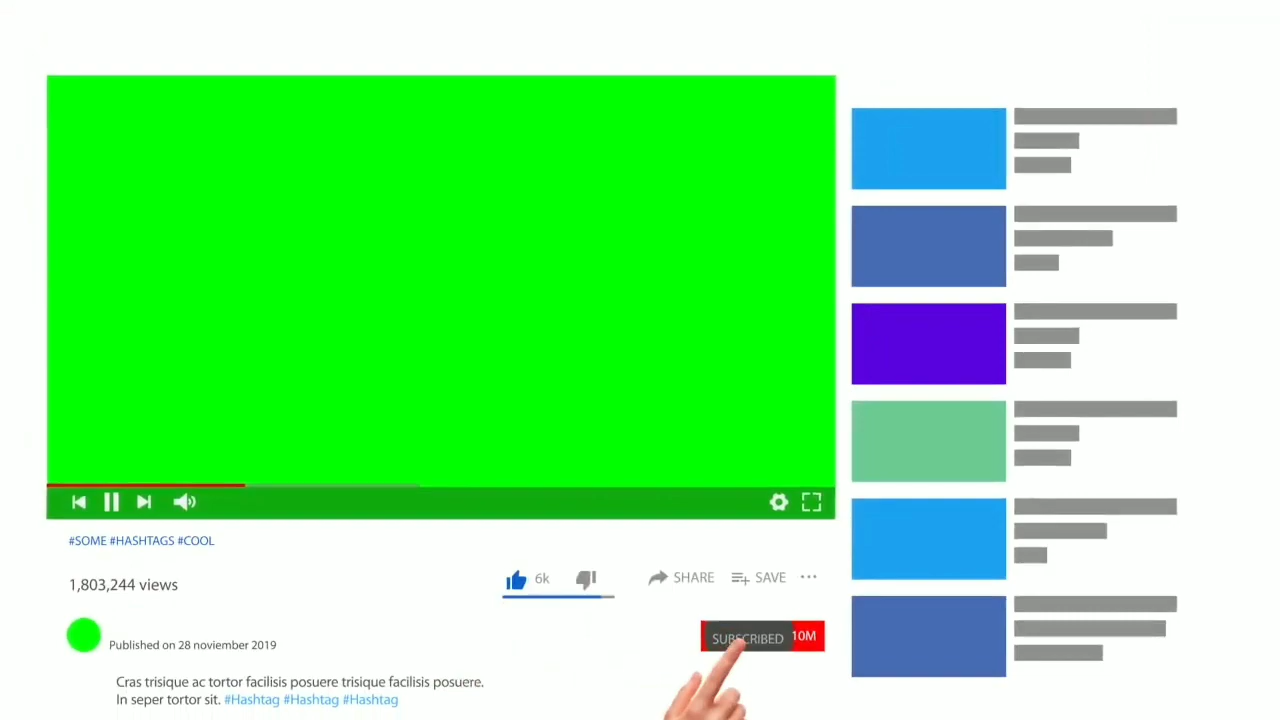 #SOME #HASHTAGS #COOL
1,803,244 views
6k
SHARE
SAVE
SUBSCRIBED 10M
Published on 28 noviember 2019
Cras trisique ac tortor facilisis posuere trisique facilisis posuere.
In seper tortor sit. #Hashtag #Hashtag #Hashtag